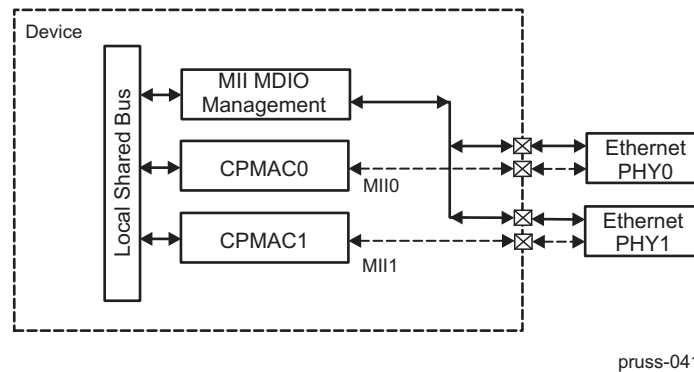 Device
Local Shared Bus
MII MDIO
Management
CPMAC0
MII0
CPMAC1
MII1
Ethernet
PHY0
Ethernet
PHY1
pruss-041